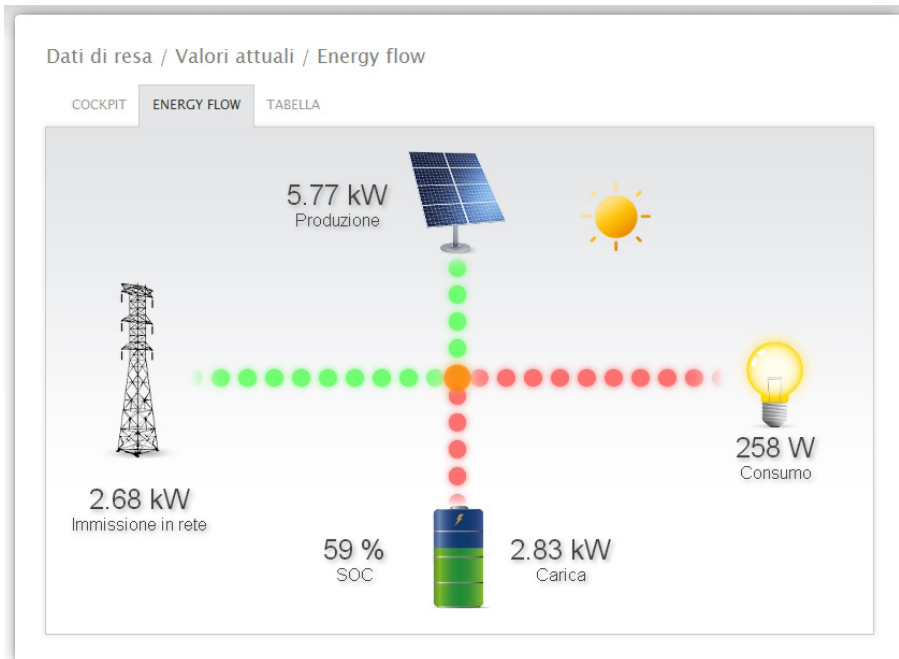 Dati di resa / Valori attuali / Energy flow
COCKPIT ENERGY FLOW TABELLA
5.77 kW
Produzione
2.68 kW
Immissione in rete
258 W
Consumo
59 %
SOC
2.83 kW
Carica